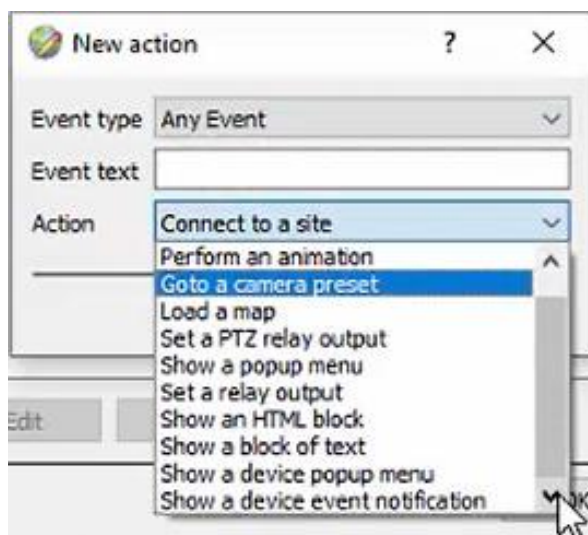 New action
?
Event type Any Event
Event text
Action Connect to a site
Perform an animation
Goto a camera preset
Load a map
Set a PTZ relay output
Show a popup menu
Set a relay output
Edit
Show an HTML block
Show a block of text
Show a device popup menu
Show a device event notification